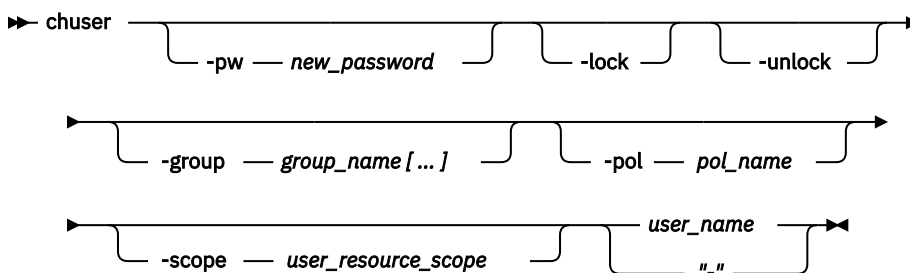 chuser
-pw new_password -lock -unlock
-group group_name [ ... ] -pol pol_name
user_name
-scope user_resource_scope "-"